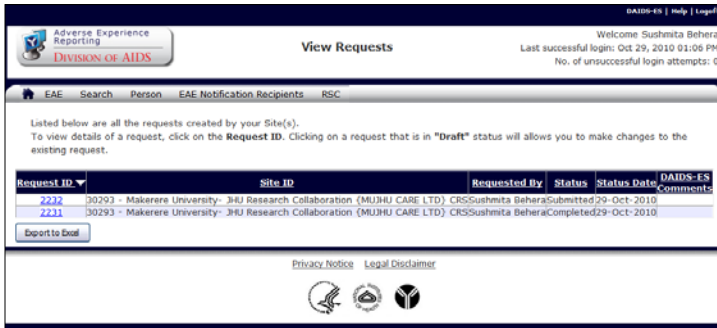 DAIDS-ES | Help | Logoff
Adverse Experience
Reporting
DIVISION OF AIDS
View Requests
Welcome Sushmita Behera
Last successful login: Oct 29, 2010 01:06 PM
No. of unsuccessful login attempts: 0
EAE Search Person EAE Notification Recipients RSC
Listed below are all the requests created by your Site(s).
To view details of a request, click on the Request ID. Clicking on a request that is in "Draft" status will allows you to make changes to the
existing request.
Request ID Site ID Requested By Status Status Date DAIDS-ES Comments
2232 30293 - Makerere University- JHU Research Collaboration {MUJHU CARE LTD} CRS Sushmita Behera Submitted 29-Oct-2010
2231 30293 - Makerere University- JHU Research Collaboration {MUJHU CARE LTD} CRS Sushmita Behera Completed 29-Oct-2010
Export to Excel
Privacy Notice Legal Disclaimer